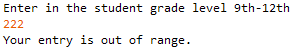 Enter in the student grade level 9th-12th
222
Your entry is out of range.